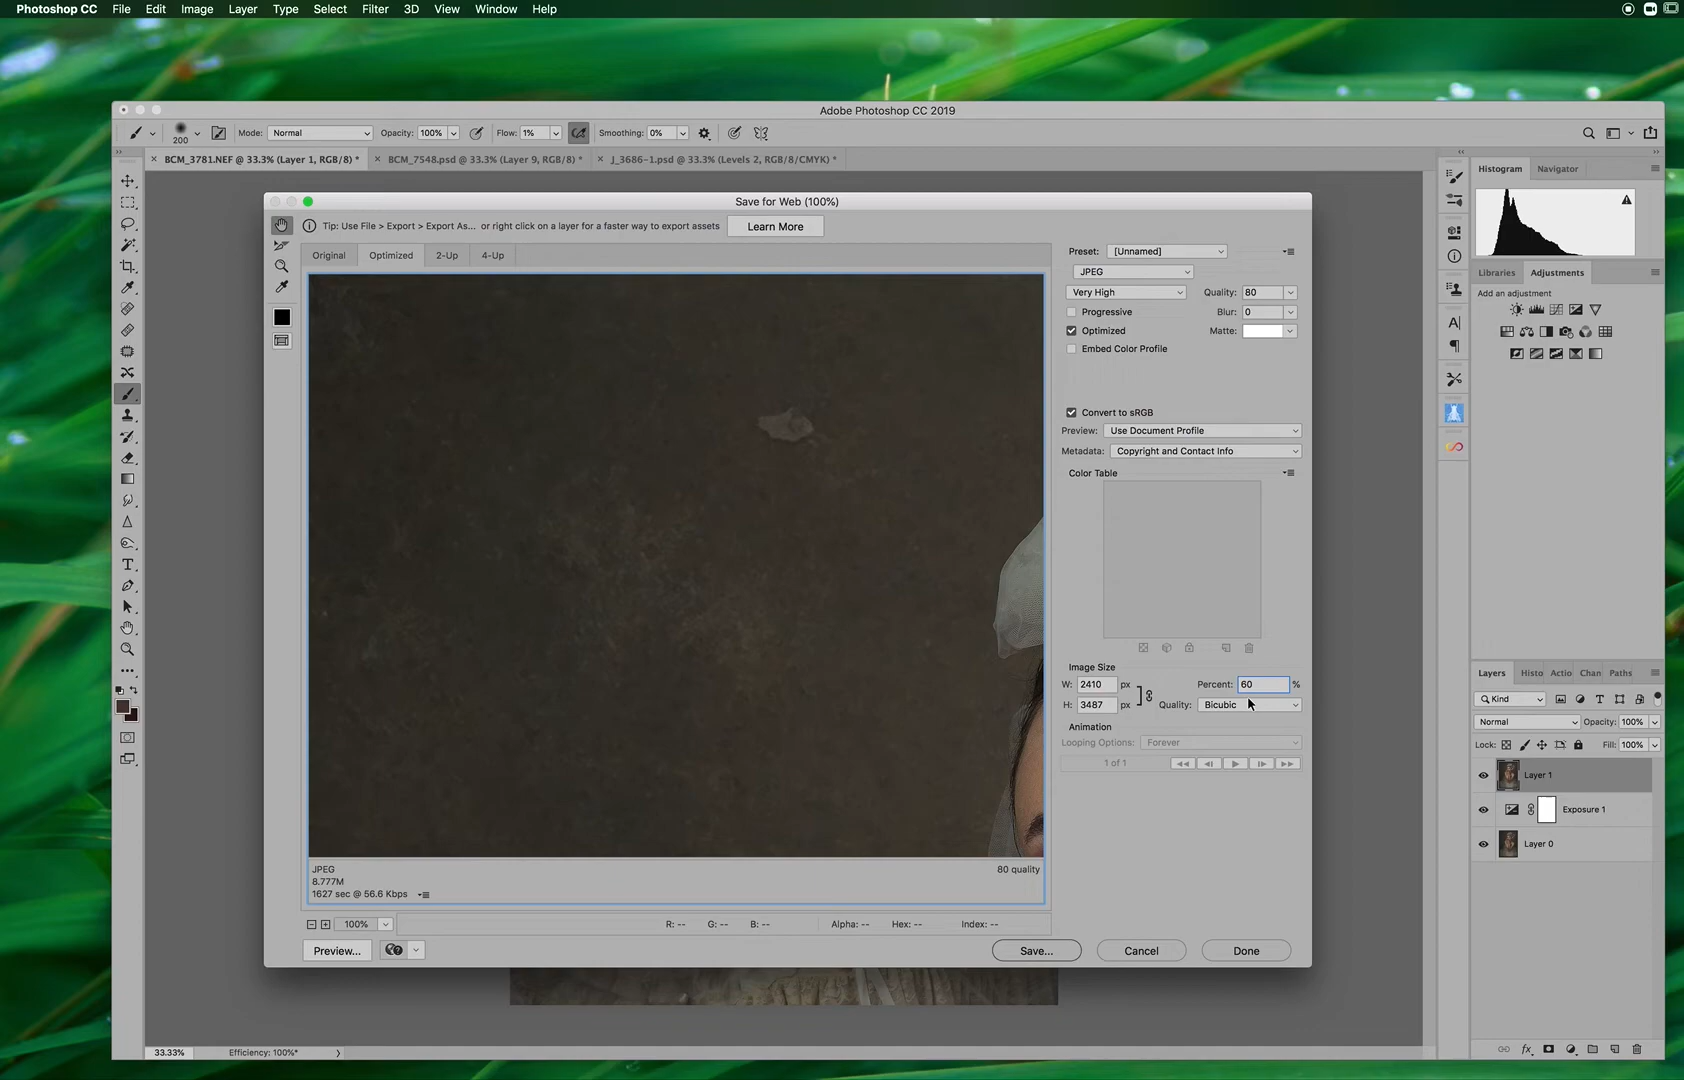 Photoshop CC File Edit Image Layer Type Select Filter 3D View Window Help
Adobe Photoshop CC 2019
200 Mode: Normal Opacity: 100% Flow: 1% Smoothing: 0%
× BCM_3781.NEF @ 33.3% (Layer 1, RGB/8) * × BCM_7548.psd @ 33.3% (Layer 9, RGB/8) * × J_3686-1.psd @ 33.3% (Levels 2, RGB/8/CMYK) *
Histogram Navigator
Save for Web (100%)
Tip: Use File > Export > Export As... or right click on a layer for a faster way to export assets Learn More
Original Optimized 2-Up 4-Up
Preset: [Unnamed]
JPEG
Very High Quality: 80
Progressive Blur: 0
Optimized Matte:
Embed Color Profile
Convert to sRGB
Preview: Use Document Profile
Metadata: Copyright and Contact Info
Color Table
Image Size
W: 2410 px Percent: 60 %
H: 3487 px Quality: Bicubic
Animation
Looping Options: Forever
1 of 1
JPEG 80 quality
8.777M
1627 sec @ 56.6 Kbps
100% R: -- G: -- B: -- Alpha: -- Hex: -- Index: --
Preview... Save... Cancel Done
Libraries Adjustments
Add an adjustment
Layers Histo Actio Chan Paths
Kind
Normal Opacity: 100%
Lock: Fill: 100%
Layer 1
Exposure 1
Layer 0
33.33% Efficiency: 100%*